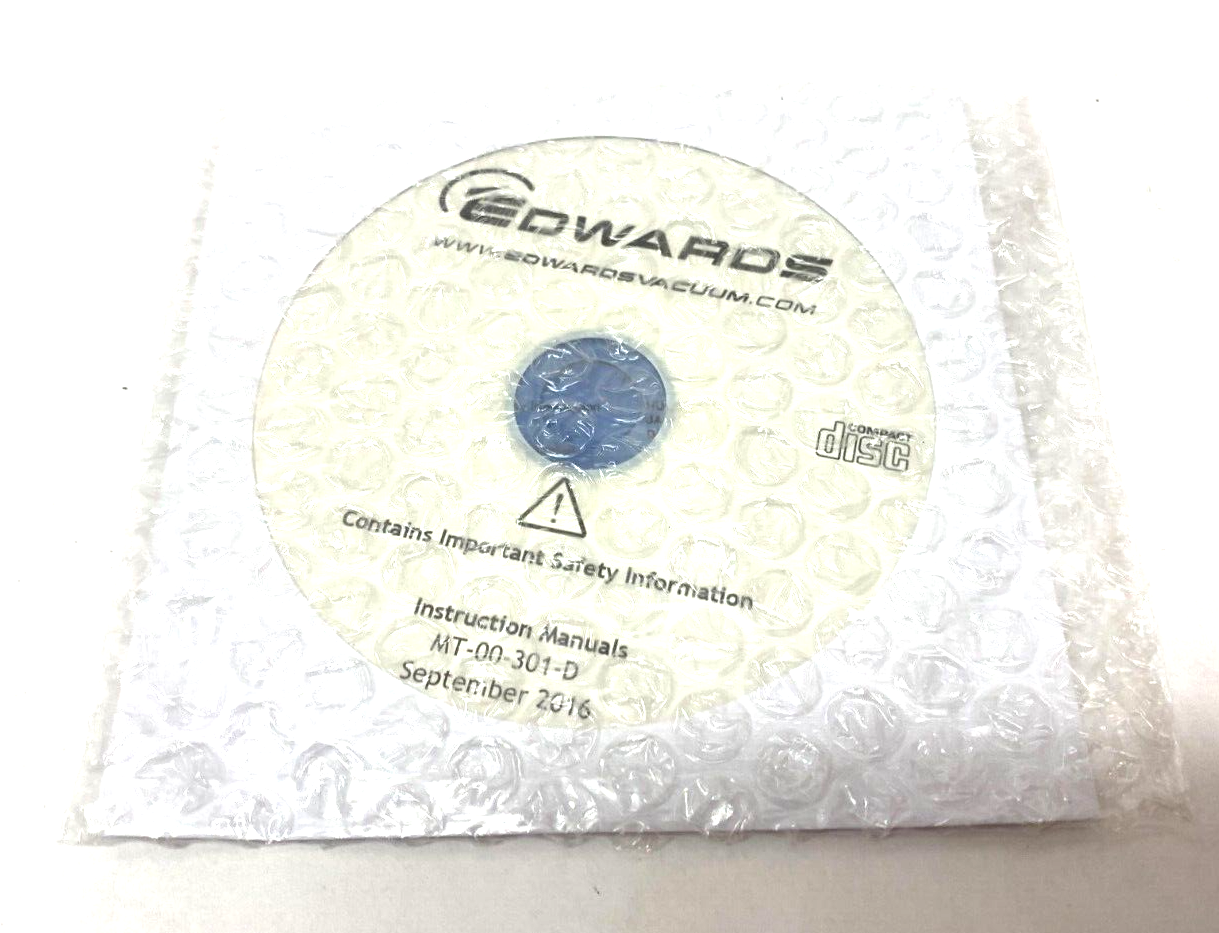 EDWARDS
WWW.EDWARDSVACUUM.COM
COMPACT
disc
Contains Important Safety Information
Instruction Manuals
MT-00-301-D
September 2016